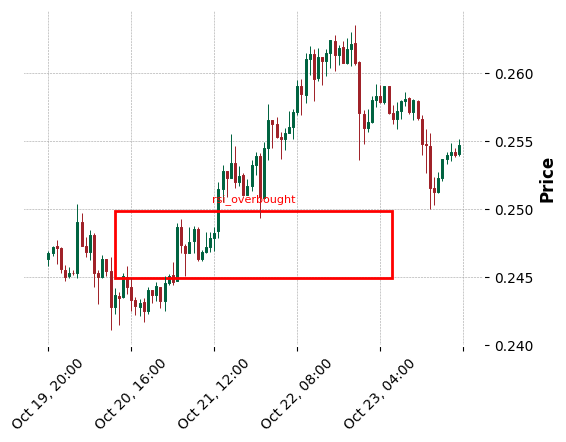 0.260
0.255
rsi_overbought
0.250
0.245
0.240
Price
Oct 19, 20:00
Oct 20, 16:00
Oct 21, 12:00
Oct 22, 08:00
Oct 23, 04:00